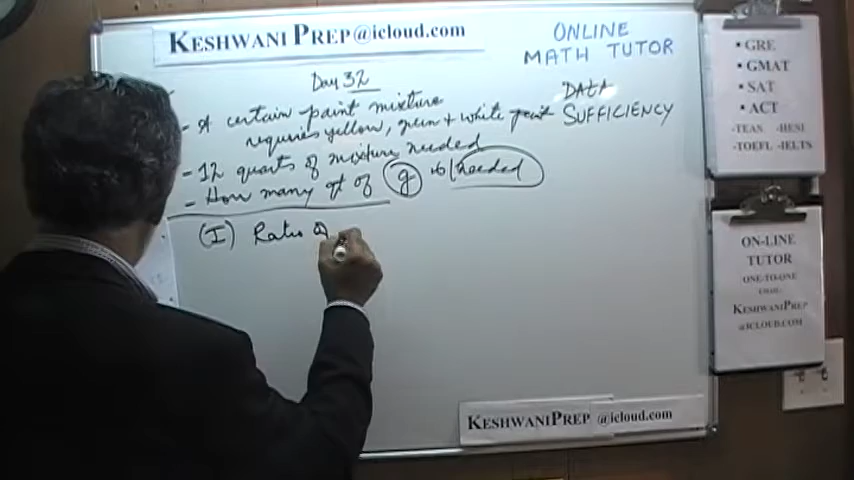 KESHWANI PREP@icloud.com
ONLINE
MATH TUTOR
Day 32
DATA
SUFFICIENCY
- A certain paint mixture
requires yellow, green + white paint
- 12 quarts of mixture needed
- How many qt of g is needed
(I) Ratio of
• GRE
• GMAT
• SAT
• ACT
-TEAS -HESI
-TOEFL -IELTS
ON-LINE
TUTOR
ONE-TO-ONE
EMAIL:
KESHWANIPREP
@ICLOUD.COM
KESHWANIPREP @icloud.com